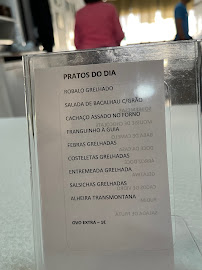 PRATOS DO DIA
ROBALO GRELHADO
SALADA DE BACALHAU C/GRÃO
CACHAÇO ASSADO NO FORNO
FRANGUINHO À GUIA
FEBRAS GRELHADAS
COSTELETAS GRELHADAS
ENTREMEADA GRELHADA
SALSICHAS GRELHADAS
ALHEIRA TRANSMONTANA
OVO EXTRA – 1€